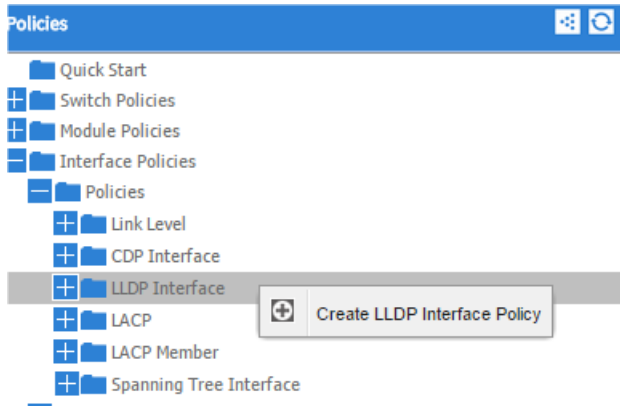 Policies
Quick Start
Switch Policies
Module Policies
Interface Policies
Policies
Link Level
CDP Interface
LLDP Interface
Create LLDP Interface Policy
LACP
LACP Member
Spanning Tree Interface